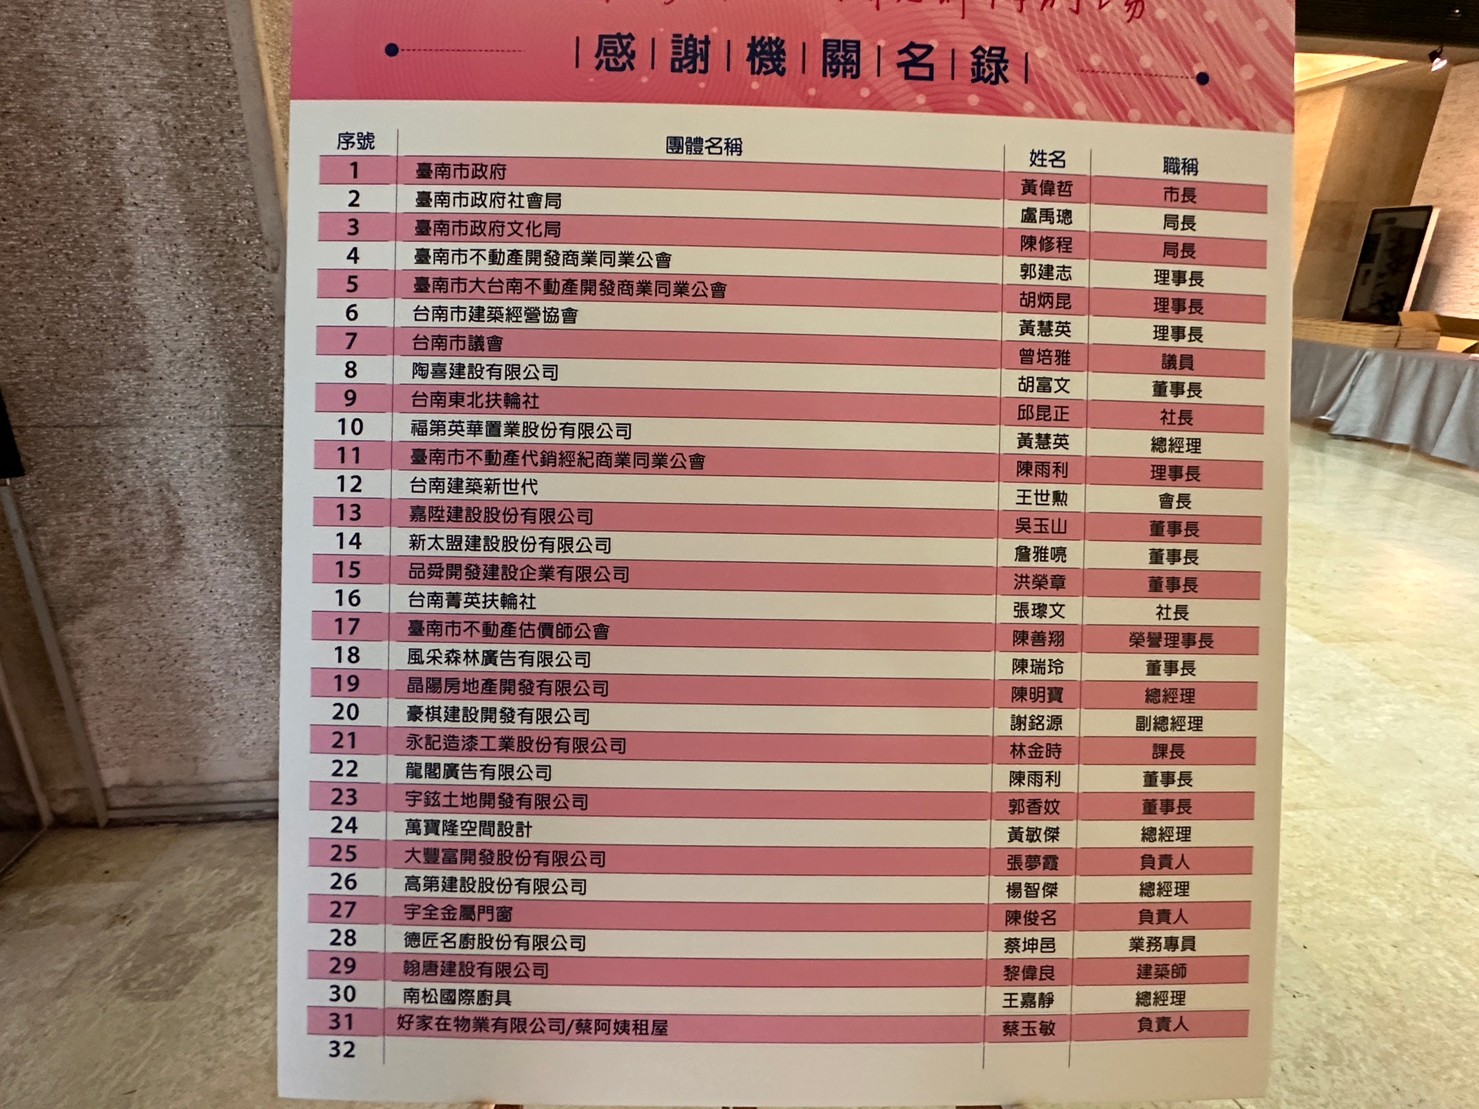 感謝機關名錄
序號 團體名稱 姓名 職稱
1 臺南市政府 黃偉哲 市長
2 臺南市政府社會局 盧禹璁 局長
3 臺南市政府文化局 陳修程 局長
4 臺南市不動產開發商業同業公會 郭建志 理事長
5 臺南市大台南不動產開發商業同業公會 胡炳昆 理事長
6 台南市建築經營協會 黃慧英 理事長
7 台南市議會 曾培雅 議員
8 陶喜建設有限公司 胡富文 董事長
9 台南東北扶輪社 邱昆正 社長
10 福第英華置業股份有限公司 黃慧英 總經理
11 臺南市不動產代銷經紀商業同業公會 陳雨利 理事長
12 台南建築新世代 王世勲 會長
13 嘉陞建設股份有限公司 吳玉山 董事長
14 新太盟建設股份有限公司 詹雅喨 董事長
15 品舜開發建設企業有限公司 洪榮章 董事長
16 台南菁英扶輪社 張瓈文 社長
17 臺南市不動產估價師公會 陳善翔 榮譽理事長
18 風采森林廣告有限公司 陳瑞玲 董事長
19 晶陽房地產開發有限公司 陳明寶 總經理
20 豪棋建設開發有限公司 謝銘源 副總經理
21 永記造漆工業股份有限公司 林金時 課長
22 龍閣廣告有限公司 陳雨利 董事長
23 宇鉉土地開發有限公司 郭香妏 董事長
24 萬寶隆空間設計 黃敏傑 總經理
25 大豐富開發股份有限公司 張夢霞 負責人
26 高第建設股份有限公司 楊智傑 總經理
27 宇全金屬門窗 陳俊名 負責人
28 德匠名廚股份有限公司 蔡坤邑 業務專員
29 翰唐建設有限公司 黎偉良 建築師
30 南松國際廚具 王嘉靜 總經理
31 好家在物業有限公司/蔡阿姨租屋 蔡玉敏 負責人
32